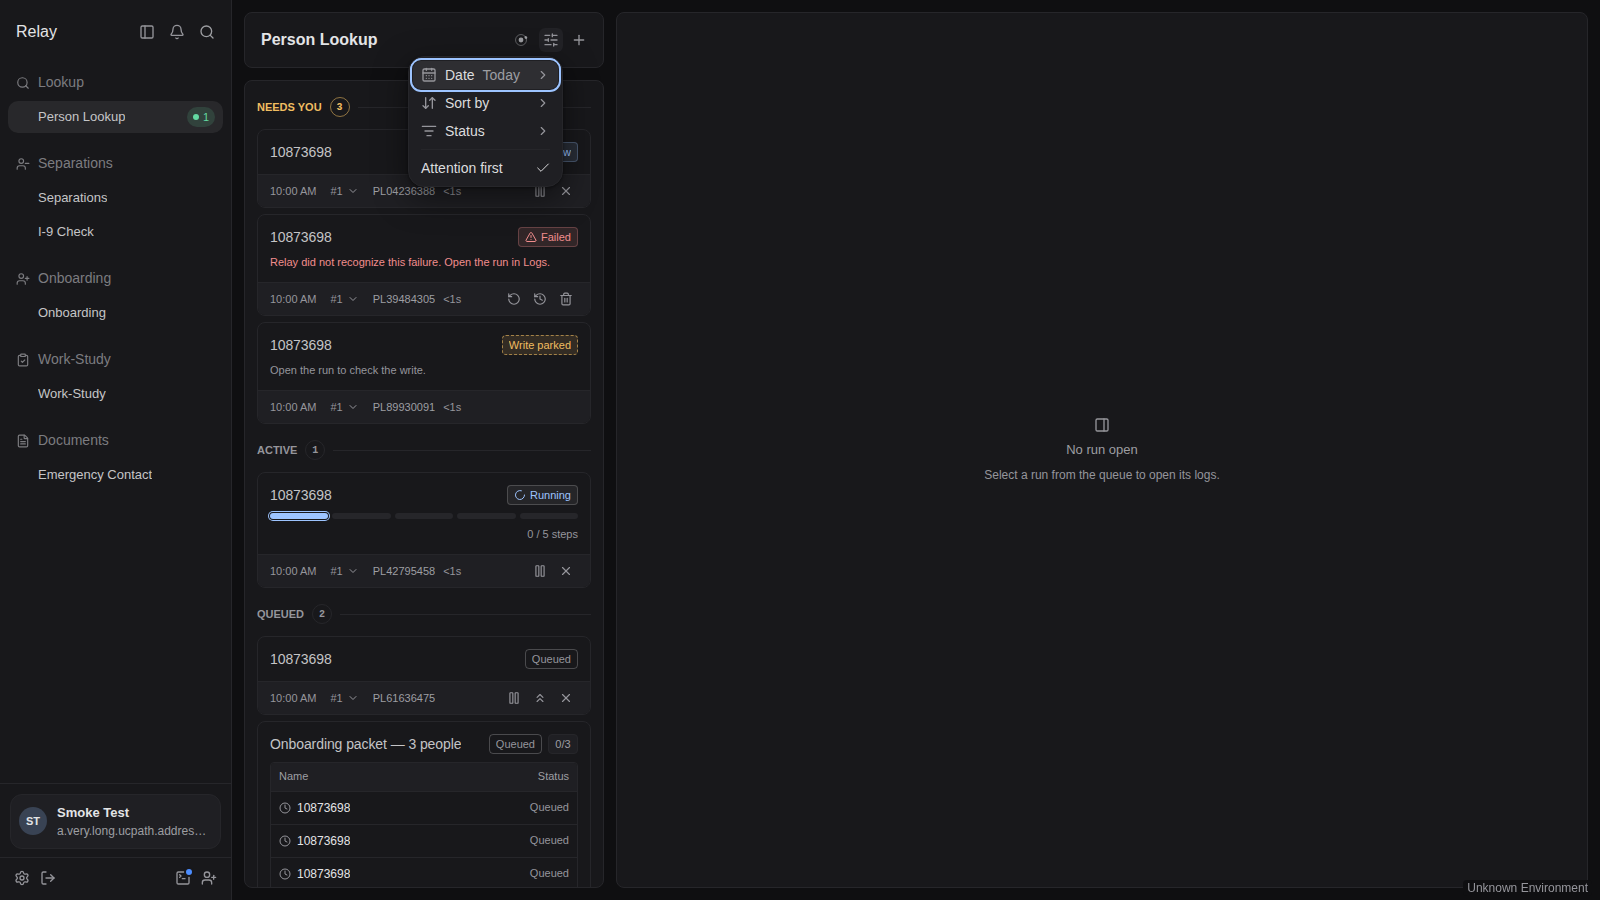 Relay
Lookup
Person Lookup
1
Separations
Separations
I-9 Check
Onboarding
Onboarding
Work-Study
Work-Study
Documents
Emergency Contact
ST
Smoke Test
a.very.long.ucpath.addres…
Person Lookup
Date Today
Sort by
Status
Attention first
NEEDS YOU 3
10873698
w
10:00 AM #1 PL04236388 <1s
10873698 Failed
Relay did not recognize this failure. Open the run in Logs.
10:00 AM #1 PL39484305 <1s
10873698 Write parked
Open the run to check the write.
10:00 AM #1 PL89930091 <1s
ACTIVE 1
10873698 Running
0 / 5 steps
10:00 AM #1 PL42795458 <1s
QUEUED 2
10873698 Queued
10:00 AM #1 PL61636475
Onboarding packet — 3 people Queued 0/3
Name Status
10873698 Queued
10873698 Queued
10873698 Queued
No run open
Select a run from the queue to open its logs.
Unknown Environment